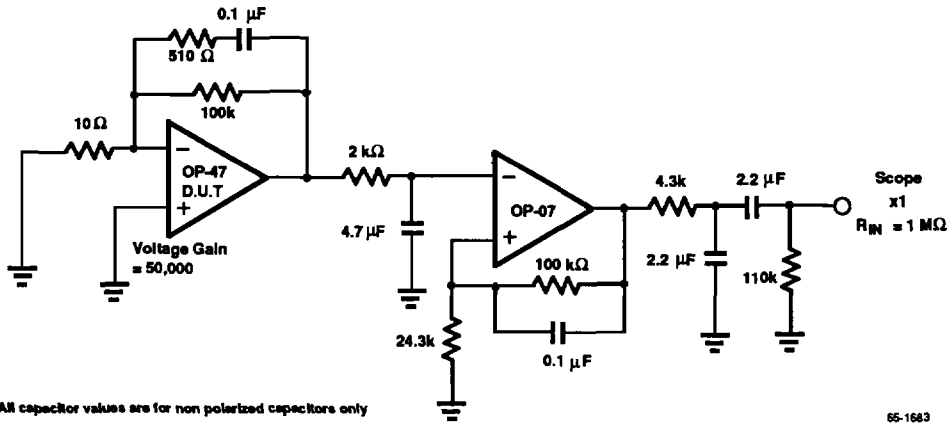 0.1 µF
510 Ω
100k
10 Ω
−
OP-47
D.U.T
+
Voltage Gain
= 50,000
2 kΩ
4.7 µF
−
OP-07
+
100 kΩ
0.1 µF
24.3k
4.3k
2.2 µF
2.2 µF
110k
Scope
x1
RIN = 1 MΩ
All capacitor values are for non polarized capacitors only
65-1683